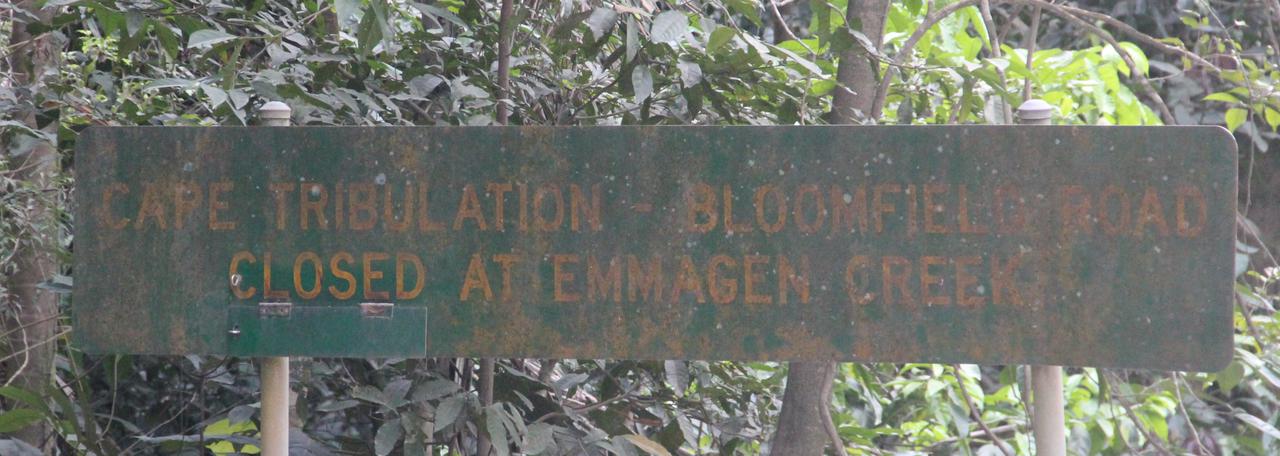 CAPE TRIBULATION - BLOOMFIELD ROAD
CLOSED AT EMMAGEN CREEK